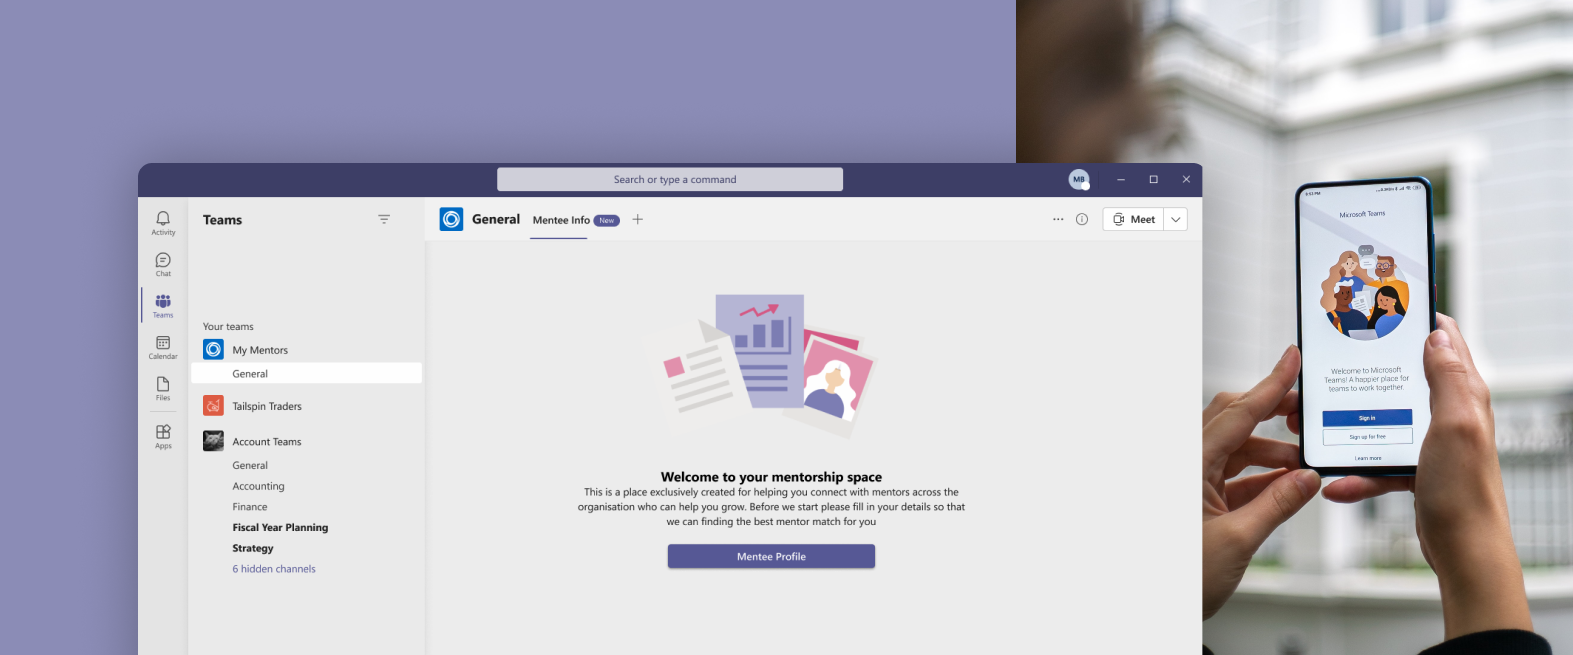 Search or type a command
MB
Activity
Chat
Teams
Calendar
Files
Apps
Teams
Your teams
My Mentors
General
Tailspin Traders
Account Teams
General
Accounting
Finance
Fiscal Year Planning
Strategy
6 hidden channels
General Mentee Info New
Meet
Welcome to your mentorship space
This is a place exclusively created for helping you connect with mentors across the
organisation who can help you grow. Before we start please fill in your details so that
we can finding the best mentor match for you
Mentee Profile
Microsoft Teams
Welcome to Microsoft
Teams! A happier place for
teams to work together.
Sign in
Sign up for free
Learn more